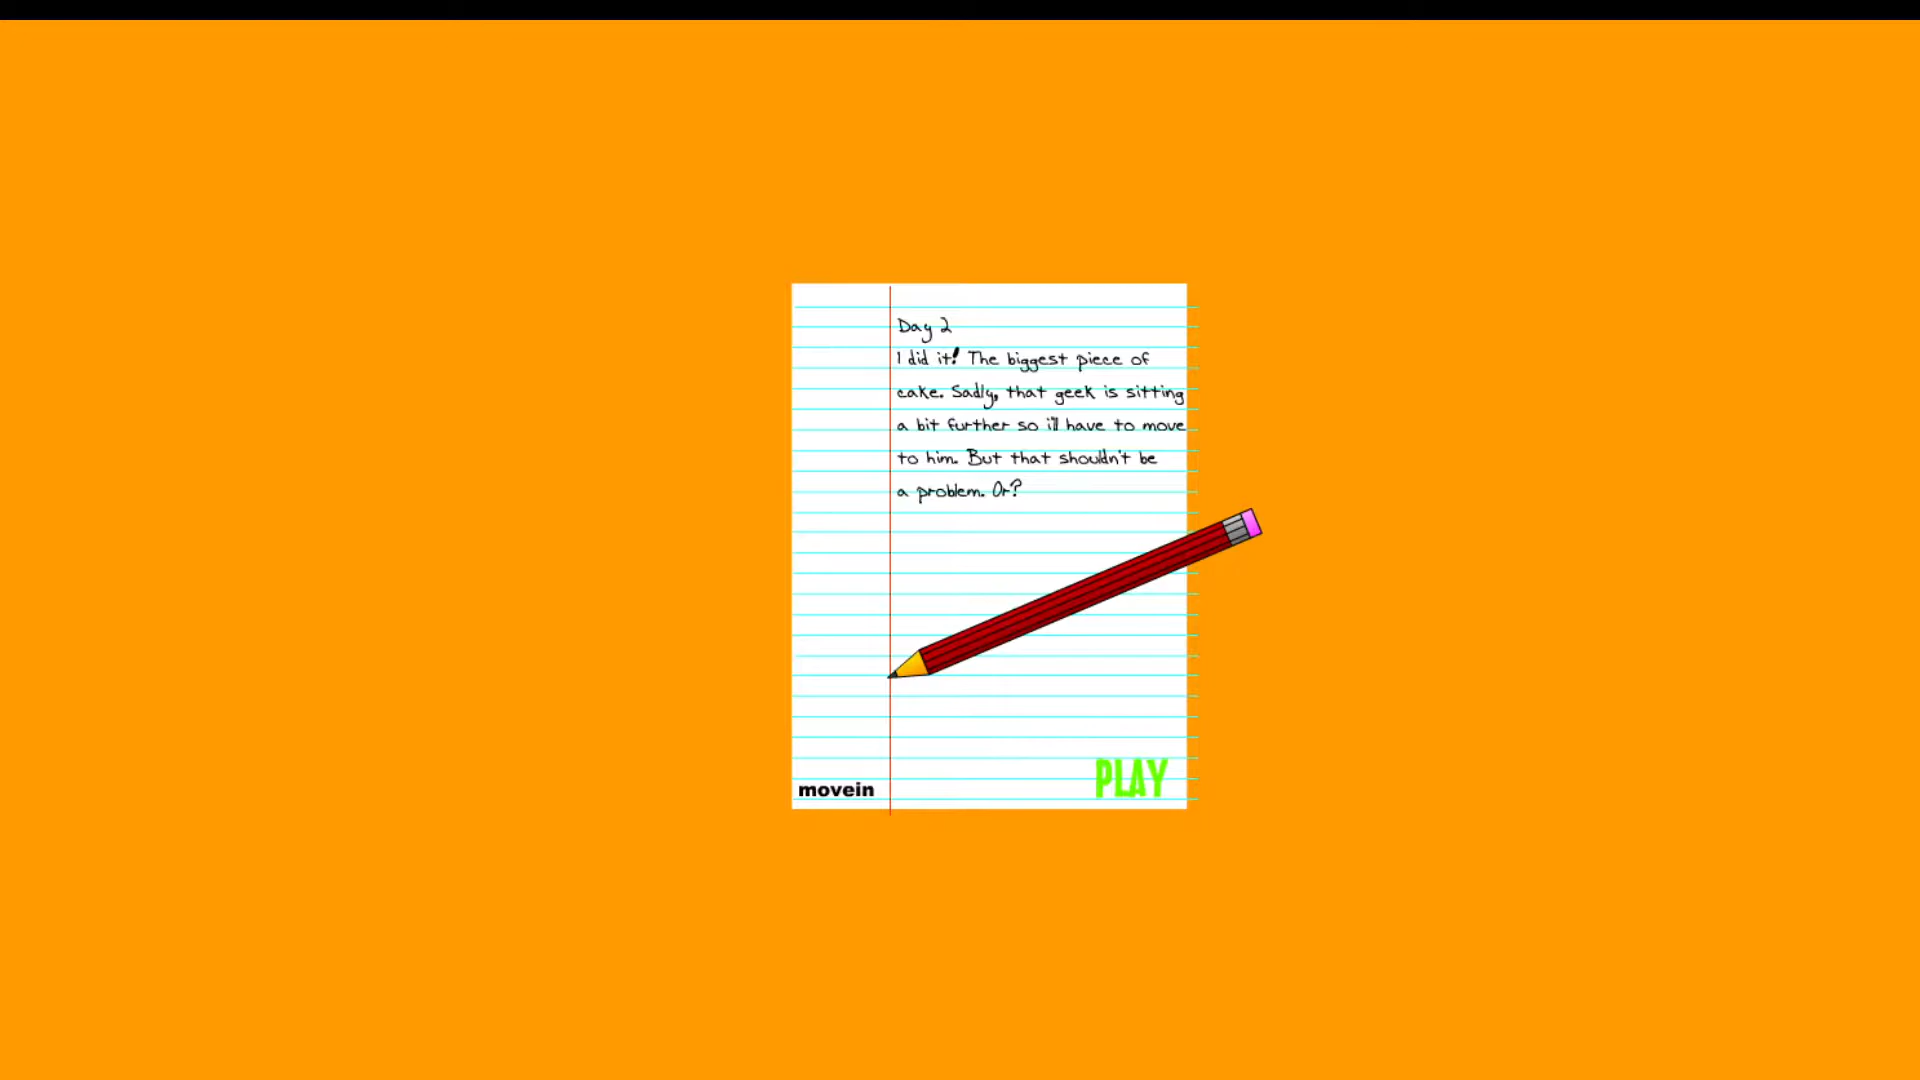 Day 2
I did it! The biggest piece of
cake. Sadly, that geek is sitting
a bit further so i'll have to move
to him. But that shouldn't be
a problem. Or?
PLAY
movein